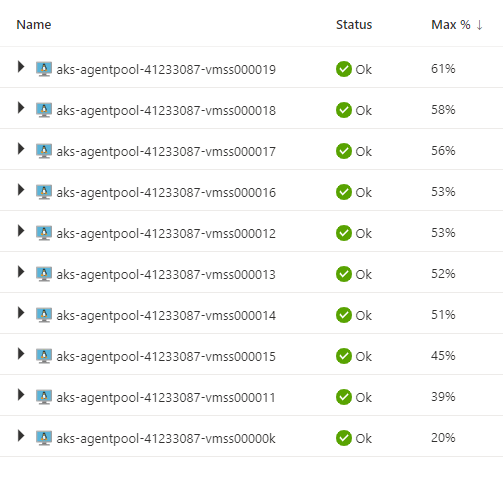 Name Status Max % ↓
aks-agentpool-41233087-vmss000019 Ok 61%
aks-agentpool-41233087-vmss000018 Ok 58%
aks-agentpool-41233087-vmss000017 Ok 56%
aks-agentpool-41233087-vmss000016 Ok 53%
aks-agentpool-41233087-vmss000012 Ok 53%
aks-agentpool-41233087-vmss000013 Ok 52%
aks-agentpool-41233087-vmss000014 Ok 51%
aks-agentpool-41233087-vmss000015 Ok 45%
aks-agentpool-41233087-vmss000011 Ok 39%
aks-agentpool-41233087-vmss00000k Ok 20%